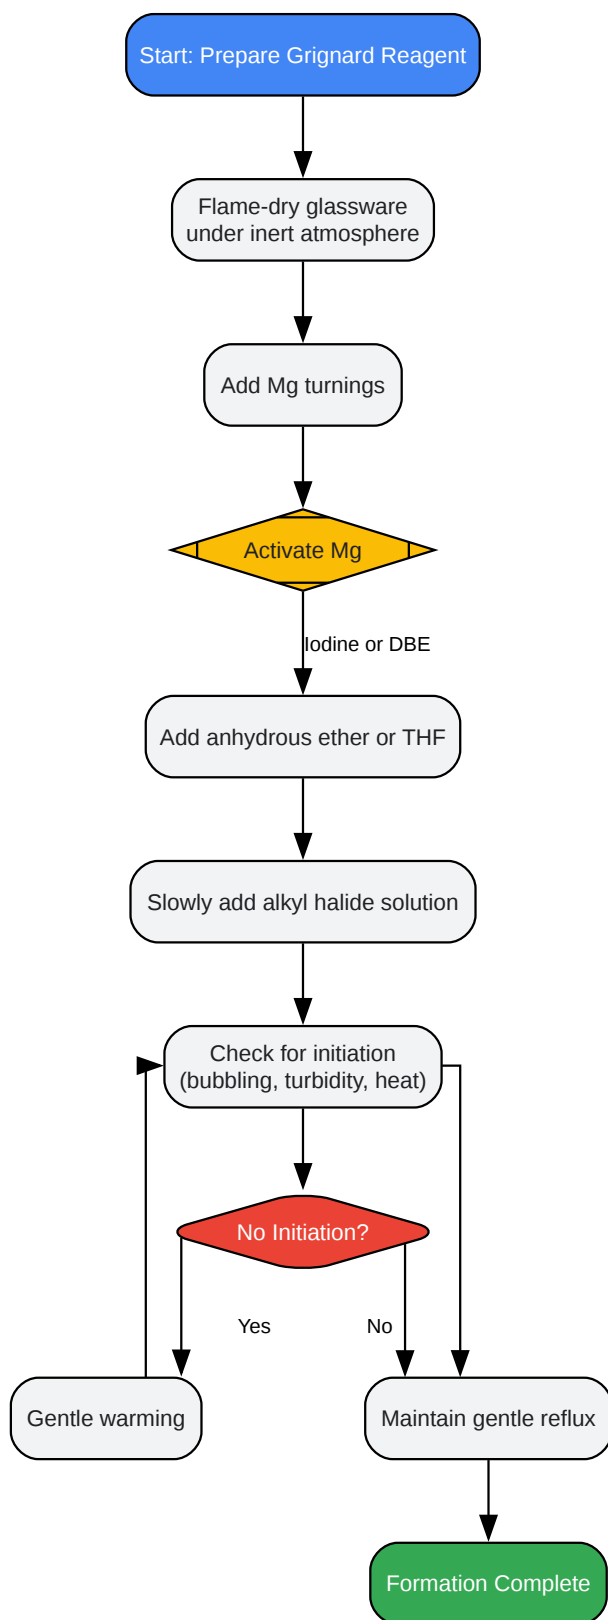 Start: Prepare Grignard Reagent
Flame-dry glassware
under inert atmosphere
Add Mg turnings
Activate Mg
Iodine or DBE
Add anhydrous ether or THF
Slowly add alkyl halide solution
Check for initiation
(bubbling, turbidity, heat)
No Initiation?
Yes
No
Gentle warming
Maintain gentle reflux
Formation Complete